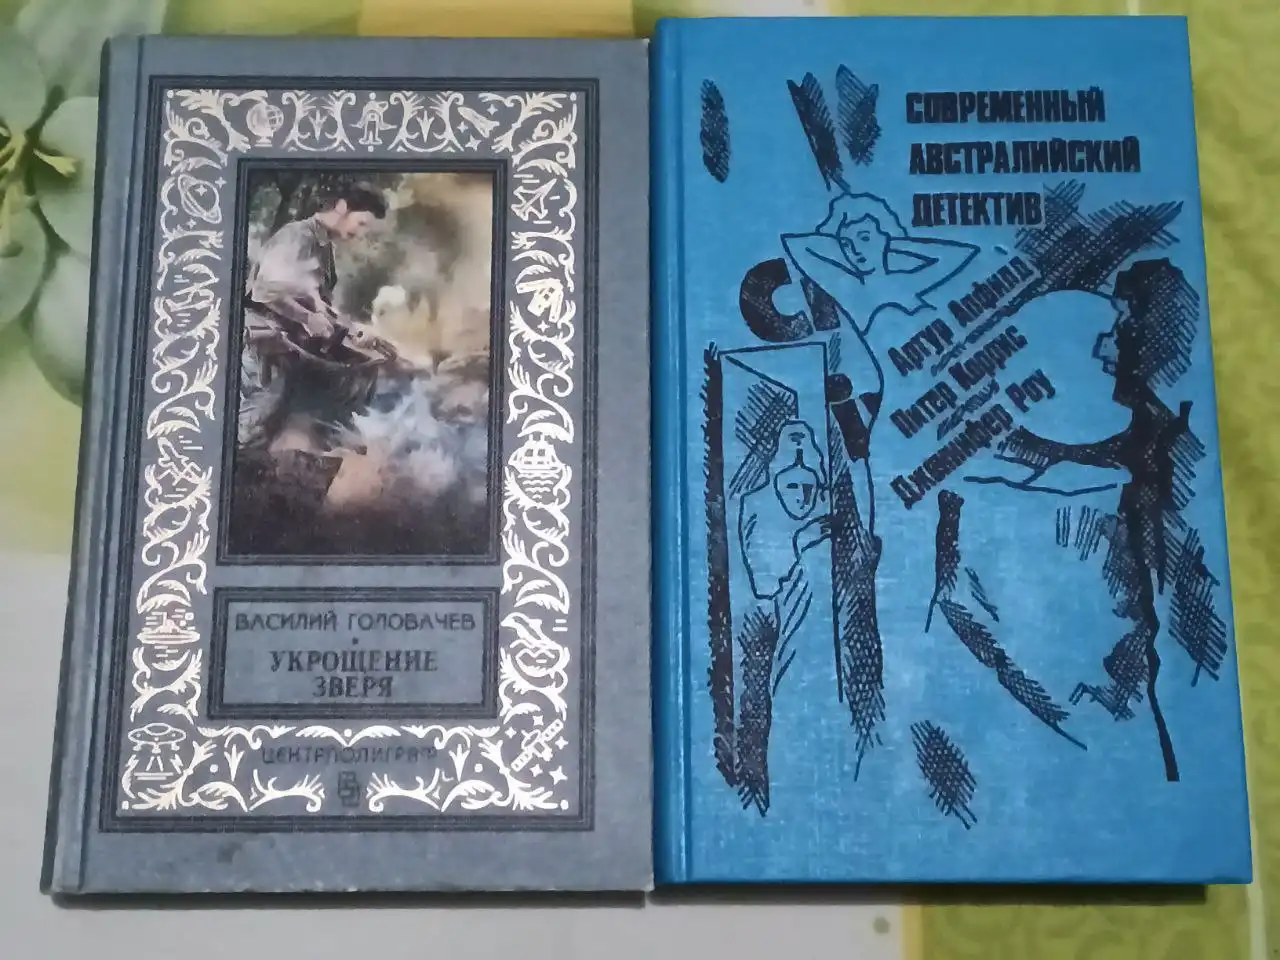 ВАСИЛИЙ ГОЛОВАЧЕВ
УКРОЩЕНИЕ
ЗВЕРЯ
ЦЕНТРПОЛИГРАФ
СОВРЕМЕННЫЙ
АВСТРАЛИЙСКИЙ
ДЕТЕКТИВ
Артур Апфилд
Питер Коррис
Дженнифер Роу